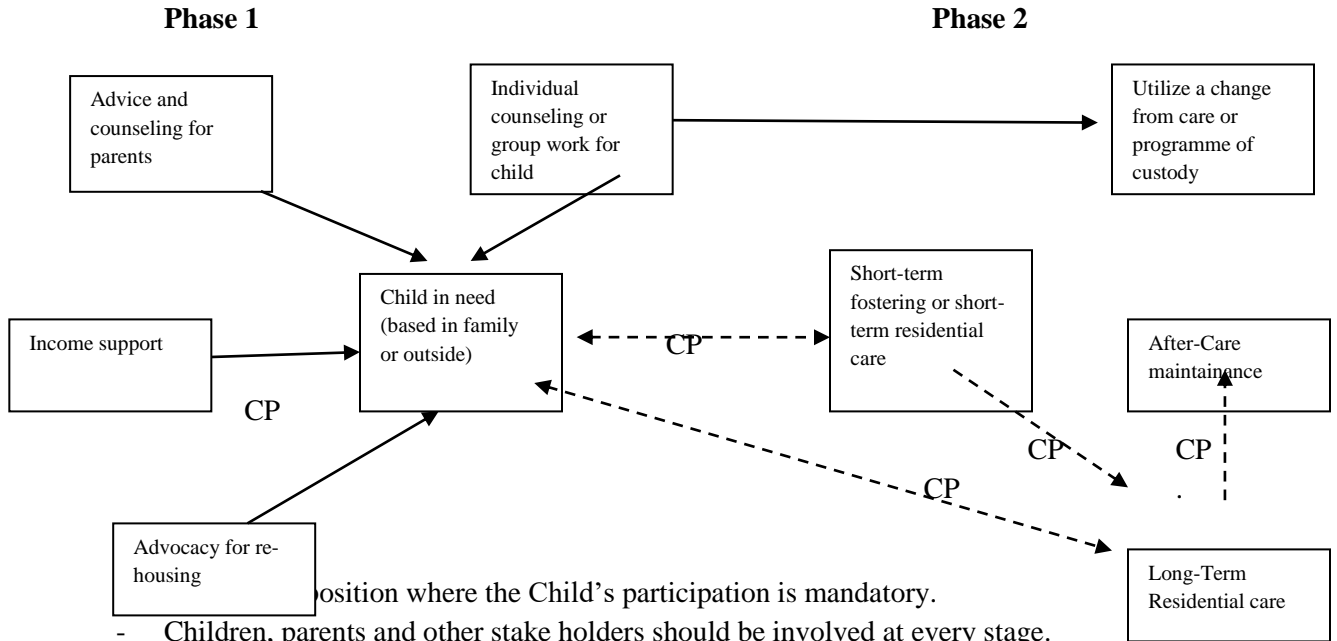 Phase 1
Phase 2
Advice and
counseling for
parents
Individual
counseling or
group work for
child
Utilize a change
from care or
programme of
custody
Income support
Child in need
(based in family
or outside)
Short-term
fostering or short-
term residential
care
After-Care
maintainance
CP
CP
CP
CP
CP
Advocacy for re-
housing
Long-Term
Residential care
position where the Child’s participation is mandatory.
- Children, parents and other stake holders should be involved at every stage.